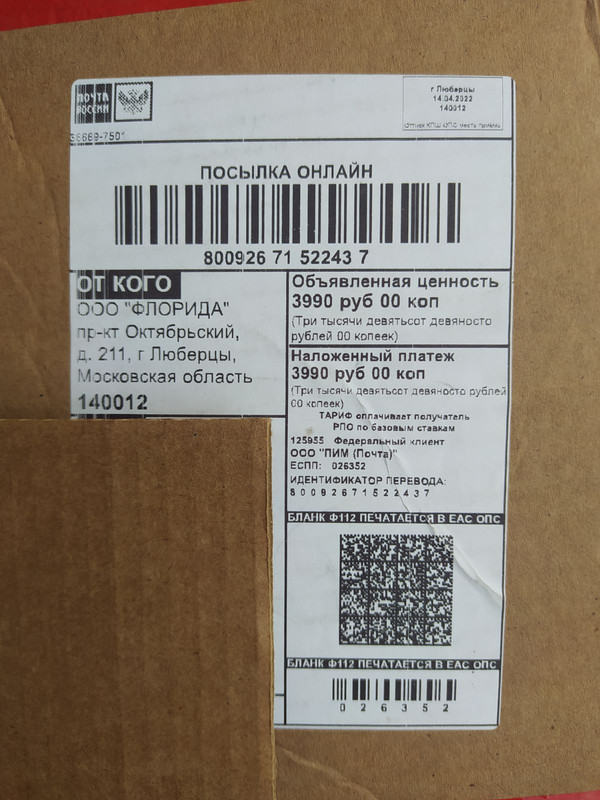 ПОЧТА
РОССИИ
г Люберцы
14.04.2022
140012
(Оттиск КПШ ОПС места приёма)
36669-750*
ПОСЫЛКА ОНЛАЙН
800926 71 52243 7
ОТ КОГО
ООО "ФЛОРИДА"
пр-кт Октябрьский,
д. 211, г Люберцы,
Московская область
140012
Объявленная ценность
3990 руб 00 коп
(Три тысячи девятьсот девяносто
рублей 00 копеек)
Наложенный платеж
3990 руб 00 коп
(Три тысячи девятьсот девяносто рублей
00 копеек)
ТАРИФ оплачивает получатель
РПО по базовым ставкам
125955 Федеральный клиент
ООО "ПИМ (Почта)"
ЕСПП: 026352
ИДЕНТИФИКАТОР ПЕРЕВОДА:
80092671522437
БЛАНК Ф112 ПЕЧАТАЕТСЯ В ЕАС ОПС
БЛАНК Ф112 ПЕЧАТАЕТСЯ В ЕАС ОПС
026352